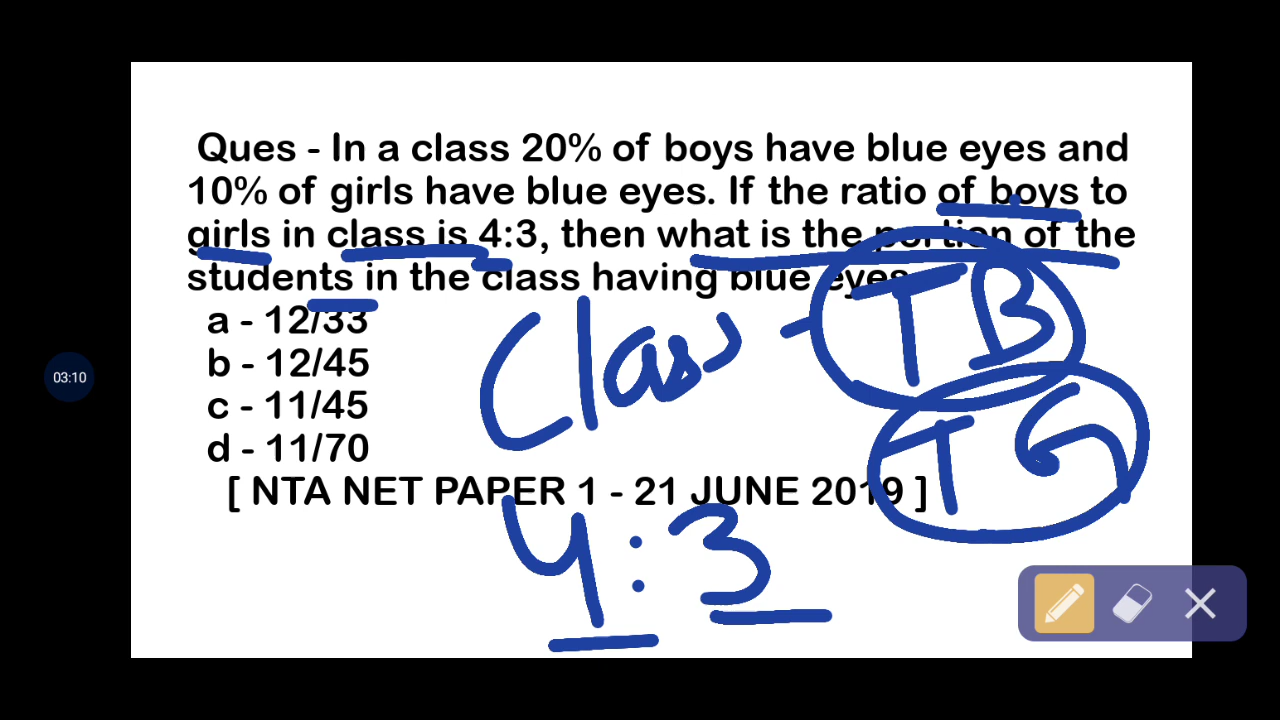 Ques - In a class 20% of boys have blue eyes and
10% of girls have blue eyes. If the ratio of boys to
girls in class is 4:3, then what is the portion of the
students in the class having blue eyes
a - 12/33
b - 12/45
c - 11/45
d - 11/70
[ NTA NET PAPER 1 - 21 JUNE 2019 ]
Class - TB
TG
4:3
03:10